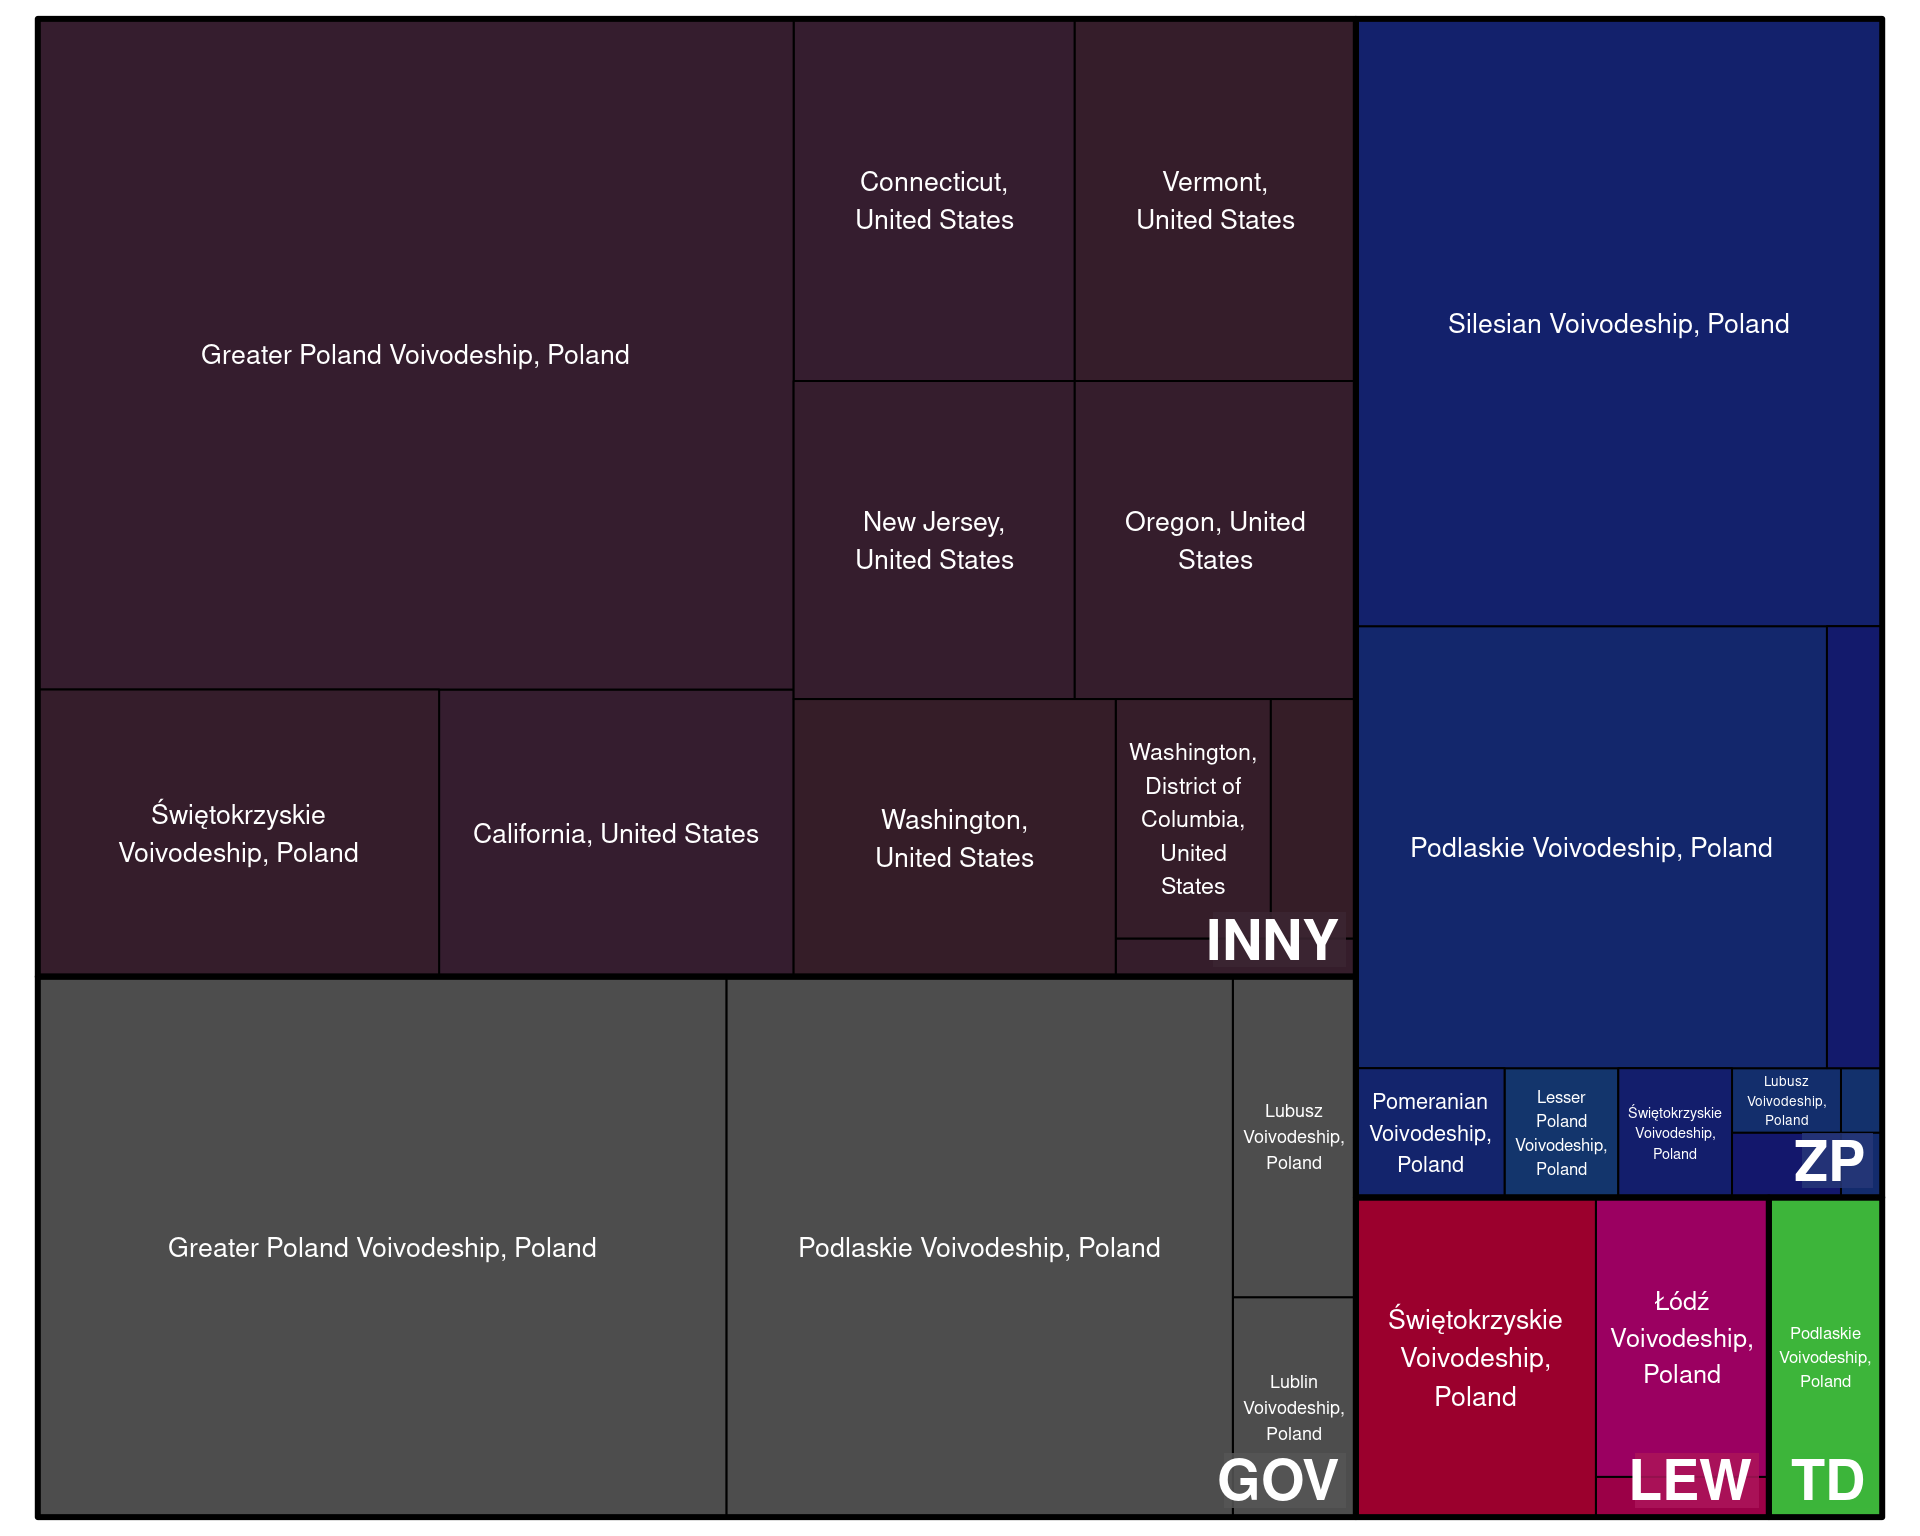 Greater Poland Voivodeship, Poland
Connecticut,
United States
Vermont,
United States
New Jersey,
United States
Oregon, United
States
Świętokrzyskie
Voivodeship, Poland
California, United States
Washington,
United States
Washington,
District of
Columbia,
United
States
INNY
Greater Poland Voivodeship, Poland
Podlaskie Voivodeship, Poland
Lubusz
Voivodeship,
Poland
Lublin
Voivodeship,
Poland
GOV
Silesian Voivodeship, Poland
Podlaskie Voivodeship, Poland
Pomeranian
Voivodeship,
Poland
Lesser
Poland
Voivodeship,
Poland
Świętokrzyskie
Voivodeship,
Poland
Lubusz
Voivodeship,
Poland
ZP
Świętokrzyskie
Voivodeship,
Poland
Łódź
Voivodeship,
Poland
LEW
Podlaskie
Voivodeship,
Poland
TD